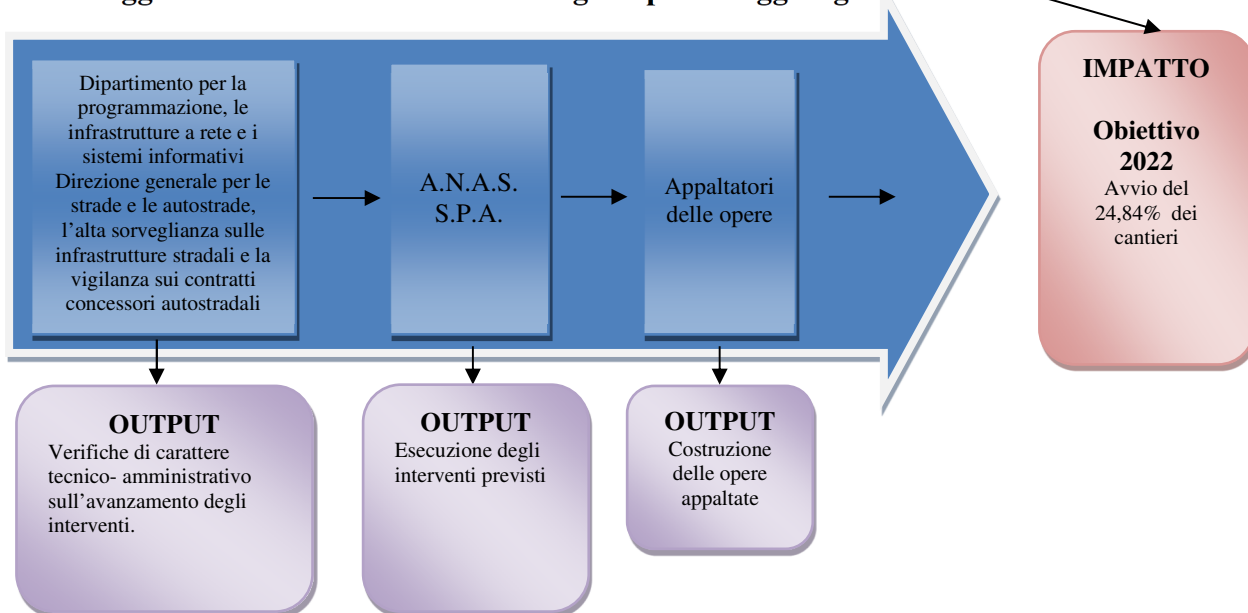 Dipartimento per la
programmazione, le
infrastrutture a rete e i
sistemi informativi
Direzione generale per le
strade e le autostrade,
l’alta sorveglianza sulle
infrastrutture stradali e la
vigilanza sui contratti
concessori autostradali
A.N.A.S.
S.P.A.
Appaltatori
delle opere
IMPATTO
Obiettivo
2022
Avvio del
24,84% dei
cantieri
OUTPUT
Verifiche di carattere
tecnico- amministrativo
sull’avanzamento degli
interventi.
OUTPUT
Esecuzione degli
interventi previsti
OUTPUT
Costruzione
delle opere
appaltate